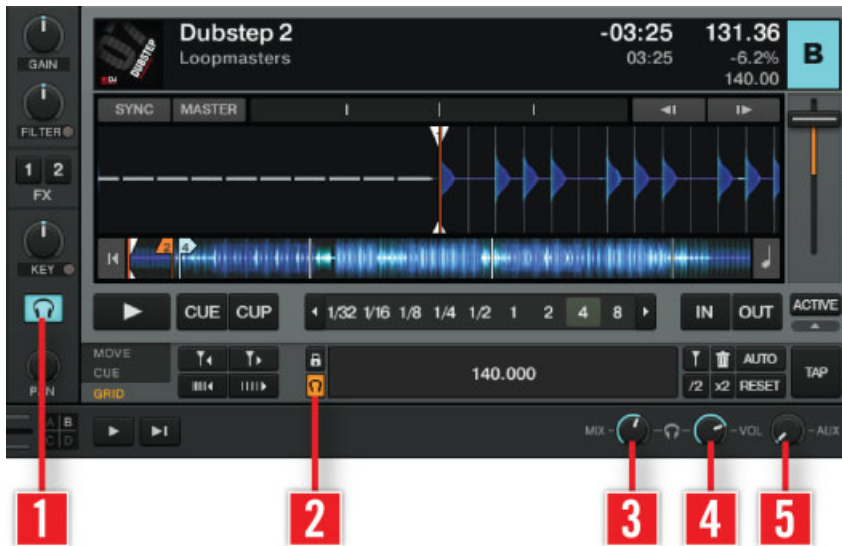 Dubstep 2
Loopmasters
-03:25
03:25
131.36
-6.2%
140.00
B
DUBSTEP
GAIN
FILTER
1 2
FX
KEY
SYNC MASTER
2 4
CUE CUP
1/32 1/16 1/8 1/4 1/2 1 2 4 8
IN OUT
ACTIVE
PAN
MOVE
CUE
GRID
140.000
AUTO
/2 x2 RESET
TAP
A B
C D
MIX VOL AUX
1 2 3 4 5